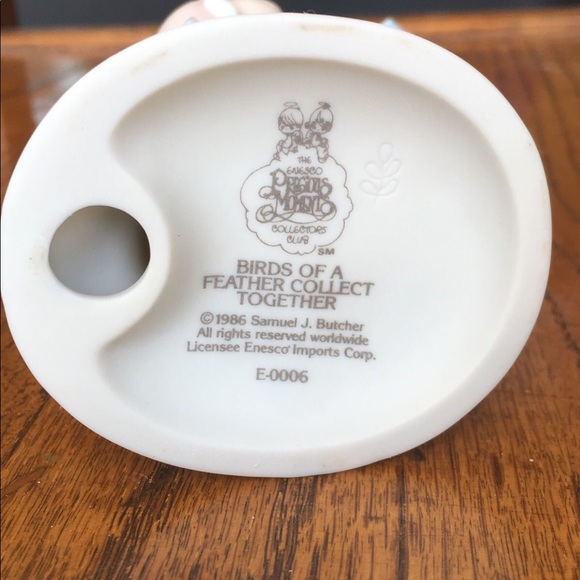 THE
ENESCO
PRECIOUS
MOMENTS
COLLECTORS'
CLUB
SM
BIRDS OF A
FEATHER COLLECT
TOGETHER
©1986 Samuel J. Butcher
All rights reserved worldwide
Licensee Enesco Imports Corp.
E-0006